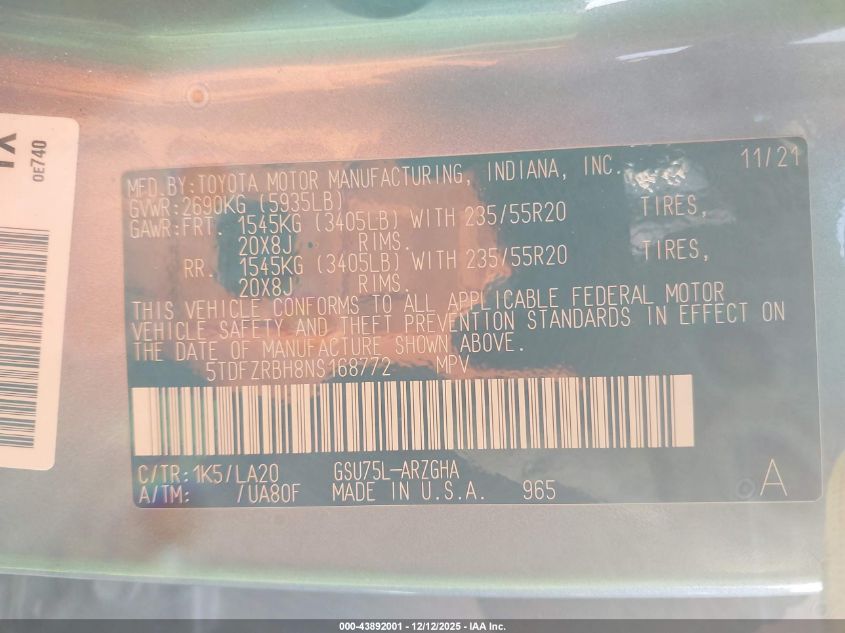 0E740
MFD.BY:TOYOTA MOTOR MANUFACTURING, INDIANA, INC. 11/21
GVWR:2690KG (5935LB)
GAWR:FRT. 1545KG (3405LB) WITH 235/55R20 TIRES,
20X8J RIMS.
RR. 1545KG (3405LB) WITH 235/55R20 TIRES,
20X8J RIMS.
THIS VEHICLE CONFORMS TO ALL APPLICABLE FEDERAL MOTOR
VEHICLE SAFETY AND THEFT PREVENTION STANDARDS IN EFFECT ON
THE DATE OF MANUFACTURE SHOWN ABOVE.
5TDFZRBH8NS168772 MPV
C/TR:1K5/LA20 GSU75L-ARZGHA
A/TM: /UA80F MADE IN U.S.A. 965 A
000-43892001 - 12/12/2025 - IAA Inc.